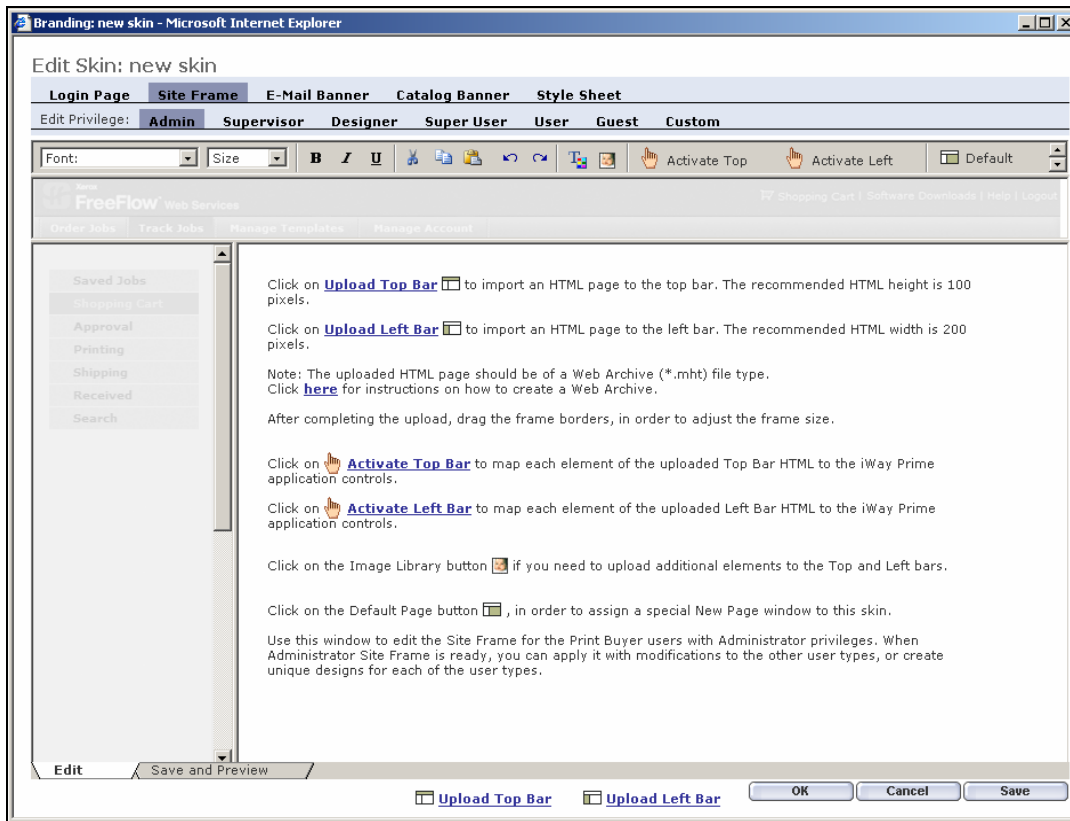 Branding: new skin - Microsoft Internet Explorer
Edit Skin: new skin
Login Page Site Frame E-Mail Banner Catalog Banner Style Sheet
Edit Privilege: Admin Supervisor Designer Super User User Guest Custom
Font: Size B I U Activate Top Activate Left Default
Xerox
FreeFlow Web Services
Shopping Cart | Software Downloads | Help | Logout
Order Jobs Track Jobs Manage Templates Manage Account
Saved Jobs
Shopping Cart
Approval
Printing
Shipping
Received
Search
Click on Upload Top Bar to import an HTML page to the top bar. The recommended HTML height is 100
pixels.
Click on Upload Left Bar to import an HTML page to the left bar. The recommended HTML width is 200
pixels.
Note: The uploaded HTML page should be of a Web Archive (*.mht) file type.
Click here for instructions on how to create a Web Archive.
After completing the upload, drag the frame borders, in order to adjust the frame size.
Click on Activate Top Bar to map each element of the uploaded Top Bar HTML to the iWay Prime
application controls.
Click on Activate Left Bar to map each element of the uploaded Left Bar HTML to the iWay Prime
application controls.
Click on the Image Library button if you need to upload additional elements to the Top and Left bars.
Click on the Default Page button , in order to assign a special New Page window to this skin.
Use this window to edit the Site Frame for the Print Buyer users with Administrator privileges. When
Administrator Site Frame is ready, you can apply it with modifications to the other user types, or create
unique designs for each of the user types.
Edit Save and Preview
Upload Top Bar Upload Left Bar OK Cancel Save